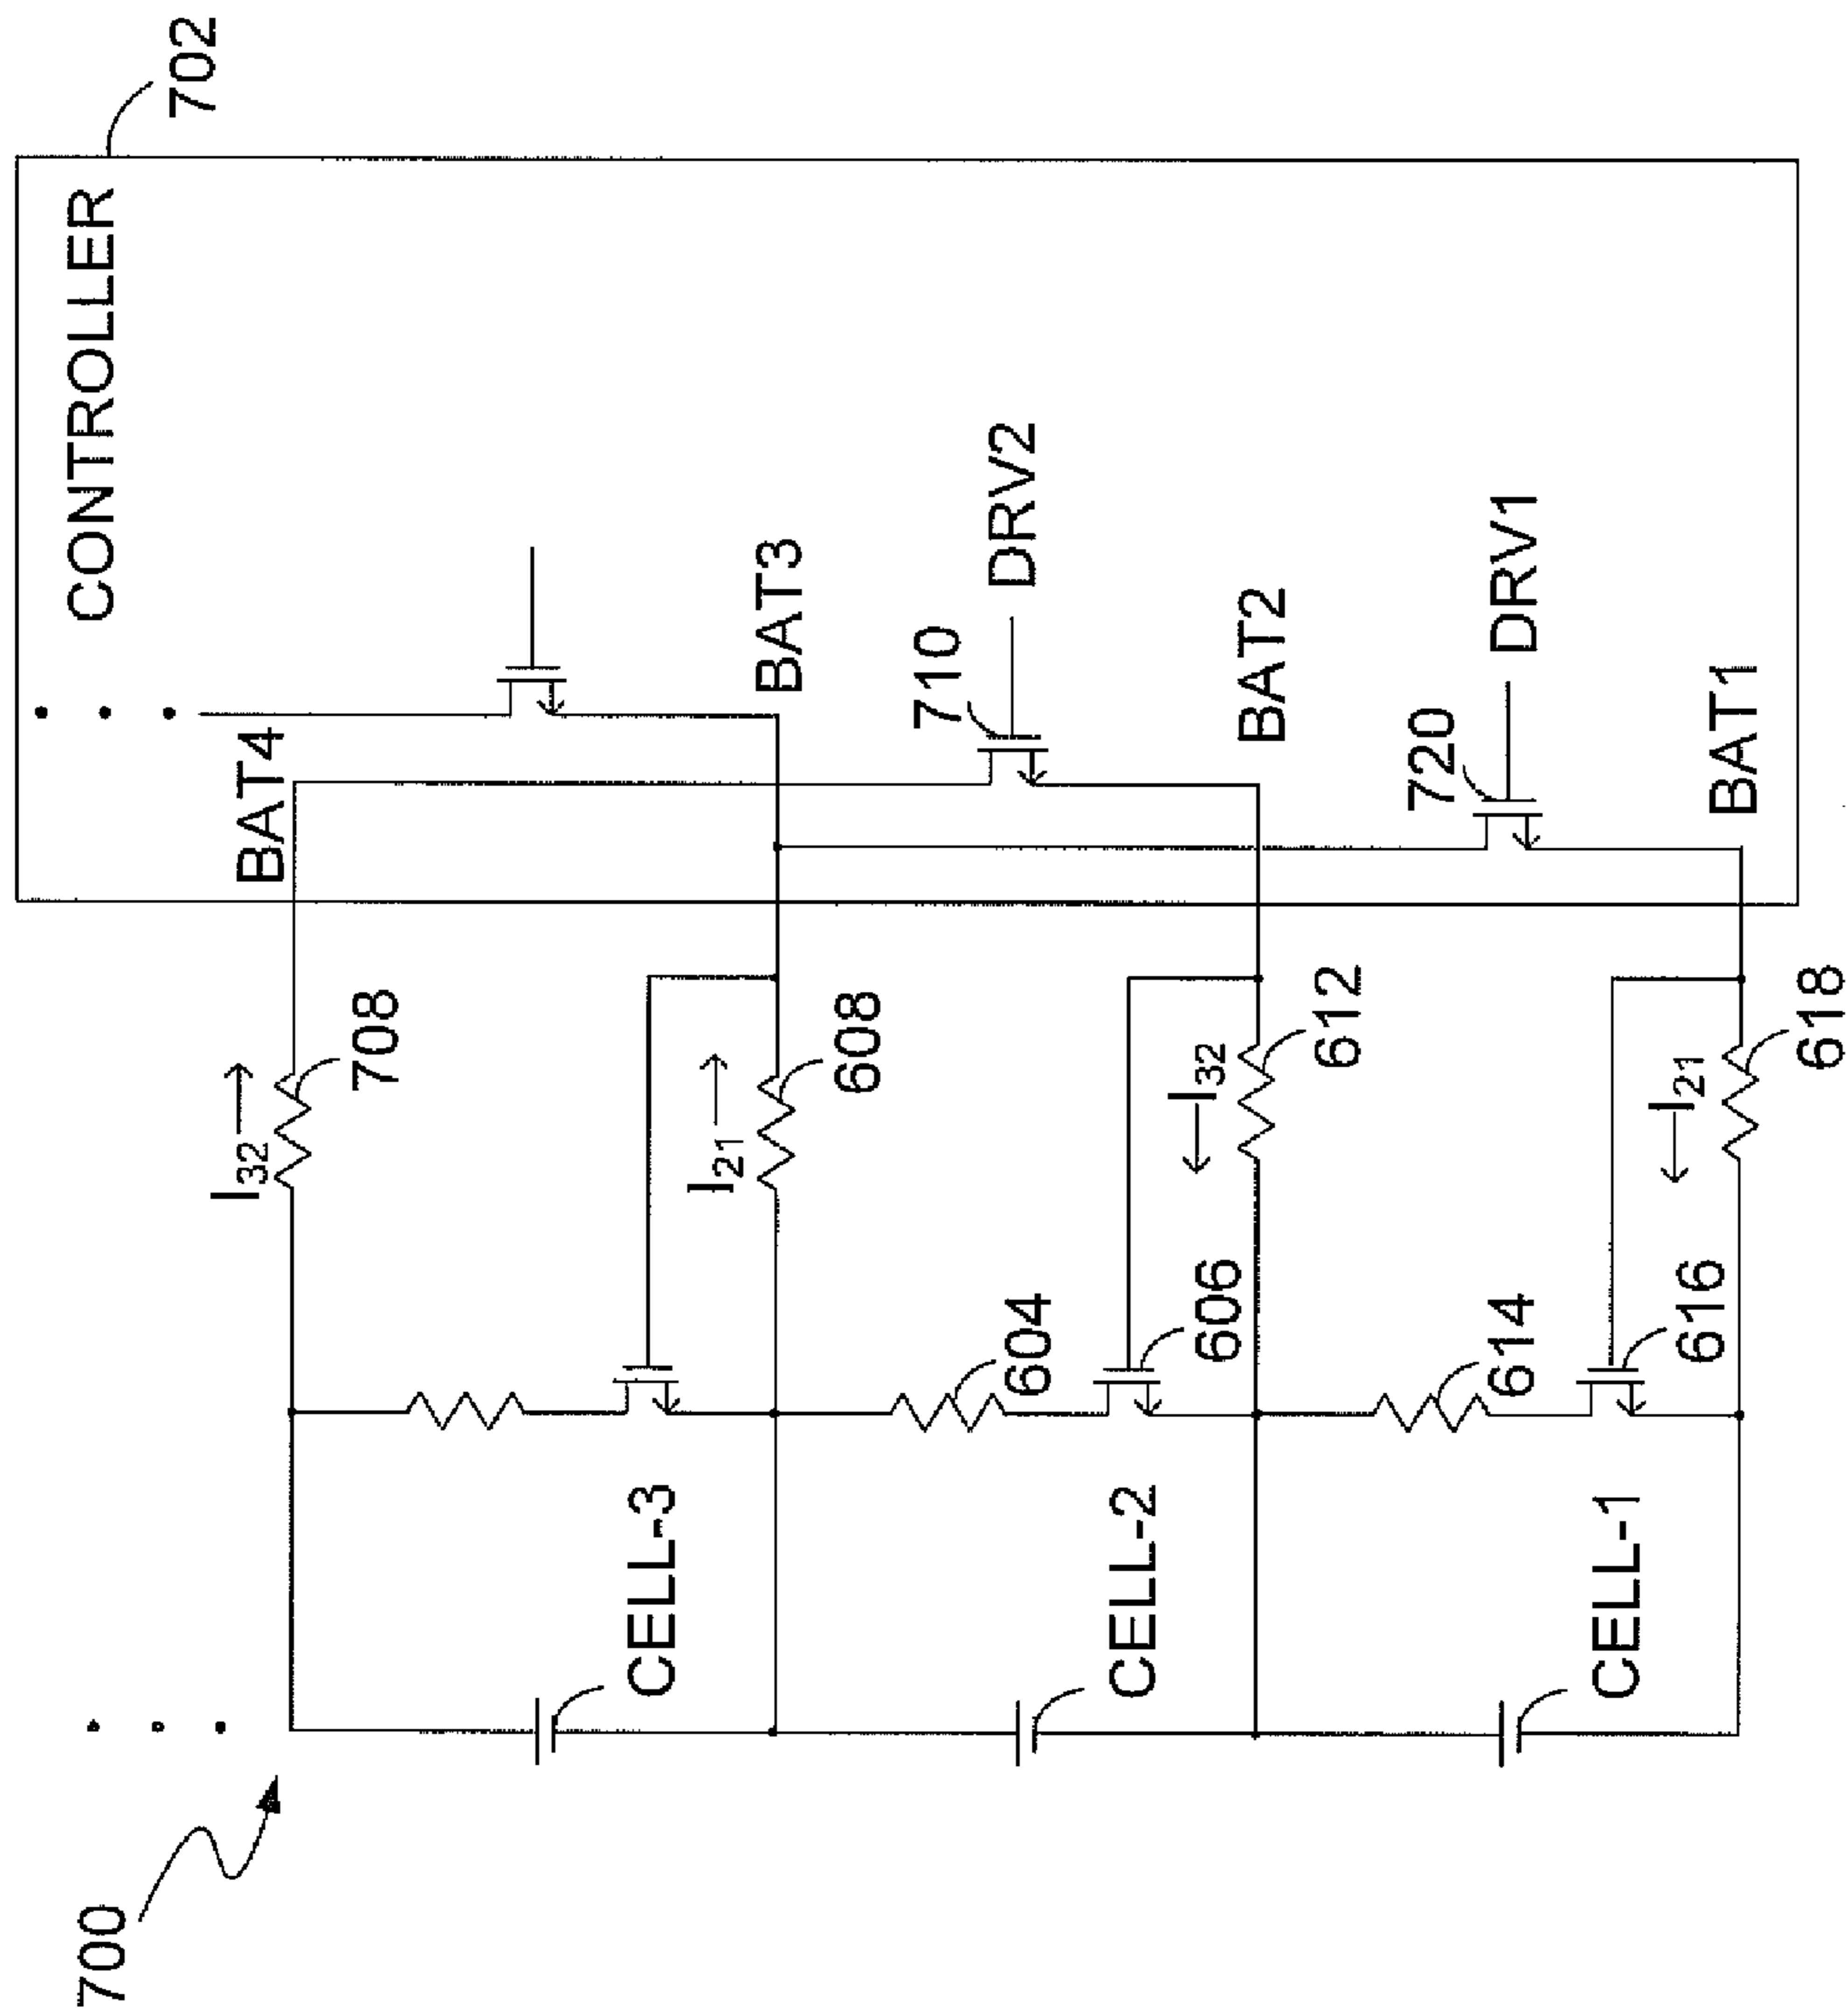 700
702
CONTROLLER
BAT4
I32
708
BAT3
CELL-3
I21
608
710
DRV2
604
BAT2
CELL-2
606
I32
612
720
DRV1
614
BAT1
CELL-1
616
I21
618